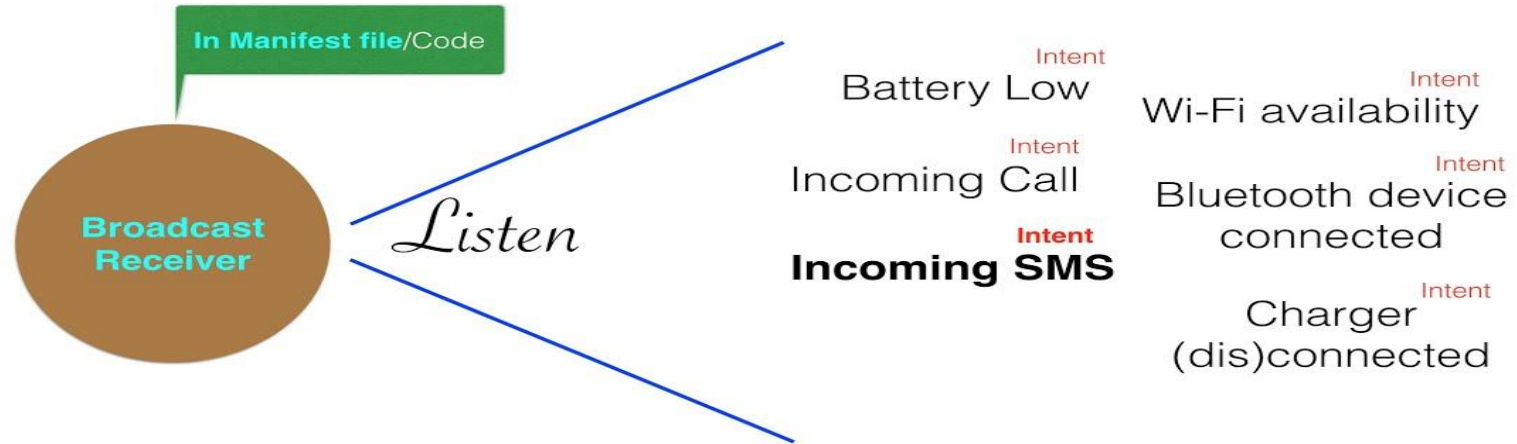 In Manifest file/Code
Broadcast
Receiver
Listen
Intent
Battery Low
Intent
Incoming Call
Intent
Incoming SMS
Intent
Wi-Fi availability
Intent
Bluetooth device
connected
Intent
Charger
(dis)connected